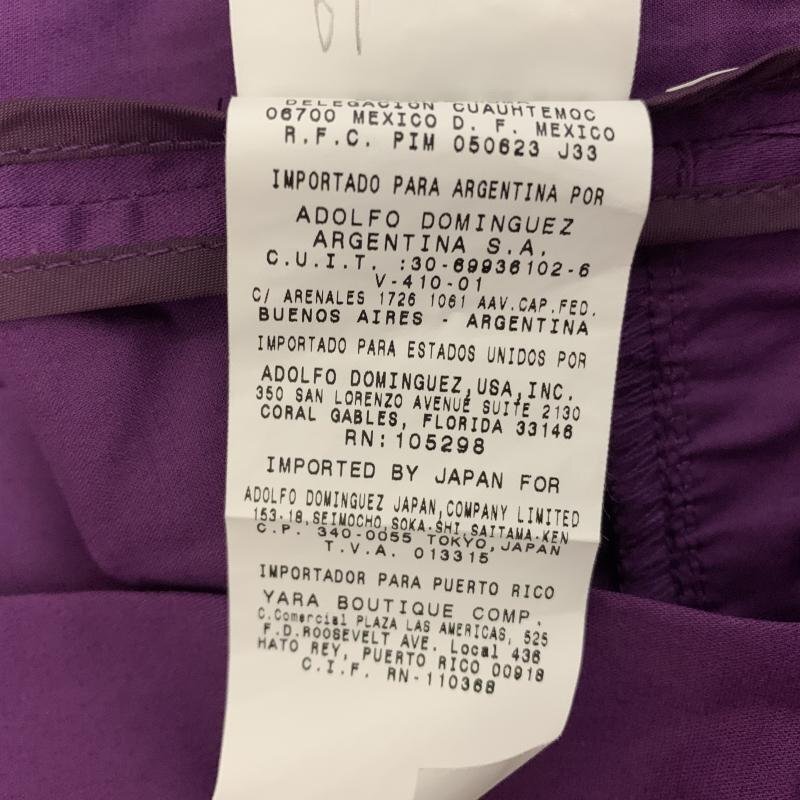 DELEGACION CUAUHTEMOC
06700 MEXICO D. F. MEXICO
R.F.C. PIM 050623 J33
IMPORTADO PARA ARGENTINA POR
ADOLFO DOMINGUEZ
ARGENTINA S.A.
C.U.I.T. :30-69936102-6
V-410-01
C/ ARENALES 1726 1061 AAV.CAP.FED.
BUENOS AIRES - ARGENTINA
IMPORTADO PARA ESTADOS UNIDOS POR
ADOLFO DOMINGUEZ,USA,INC.
350 SAN LORENZO AVENUE SUITE 2130
CORAL GABLES, FLORIDA 33146
RN:105298
IMPORTED BY JAPAN FOR
ADOLFO DOMINGUEZ JAPAN,COMPANY LIMITED
153-18,SEIMOCHO,SOKA-SHI,SAITAMA-KEN
C.P. 340-0055 TOKYO,JAPAN
T.V.A. 013315
IMPORTADOR PARA PUERTO RICO
YARA BOUTIQUE COMP.
C.Comercial PLAZA LAS AMERICAS, 525
F.D.ROOSEVELT AVE. Local 436
HATO REY, PUERTO RICO 00918
C.I.F. RN-110368